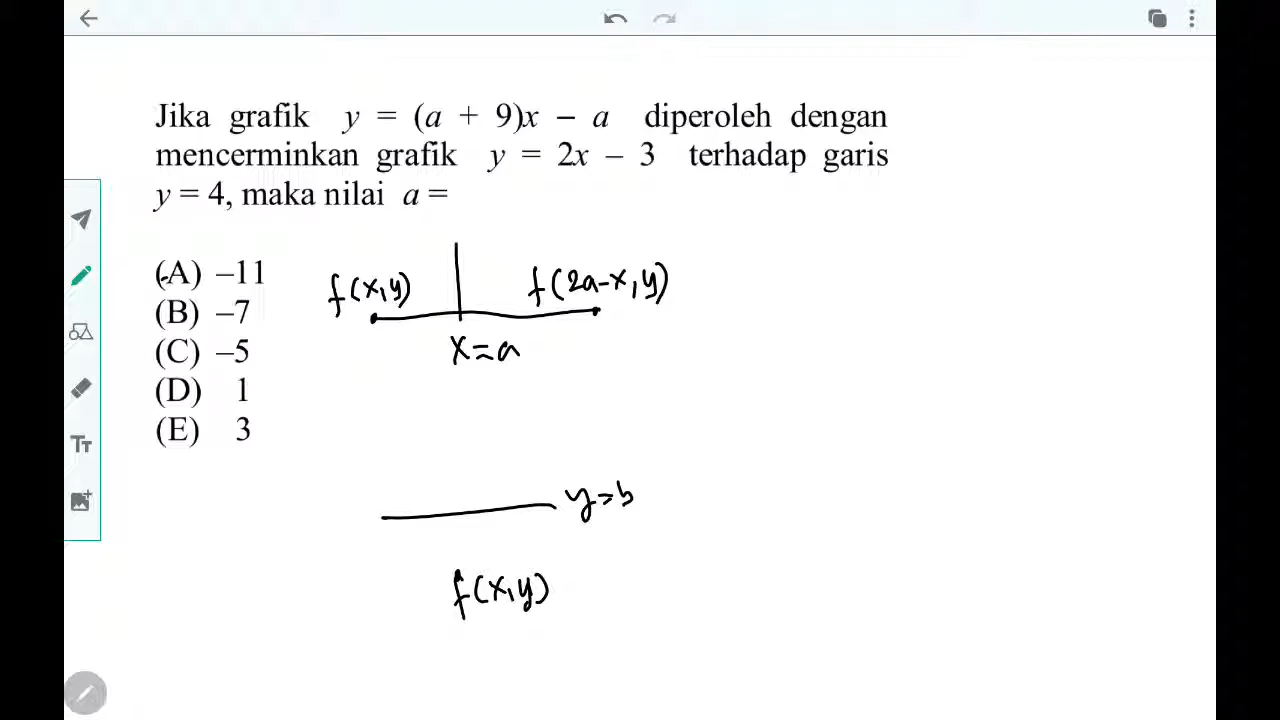 Jika grafik y = (a + 9)x – a diperoleh dengan
mencerminkan grafik y = 2x – 3 terhadap garis
y = 4, maka nilai a =
(A) –11
(B) –7
(C) –5
(D) 1
(E) 3
f(x,y)
f(2a-x,y)
x=a
y=b
f(x,y)
Tт